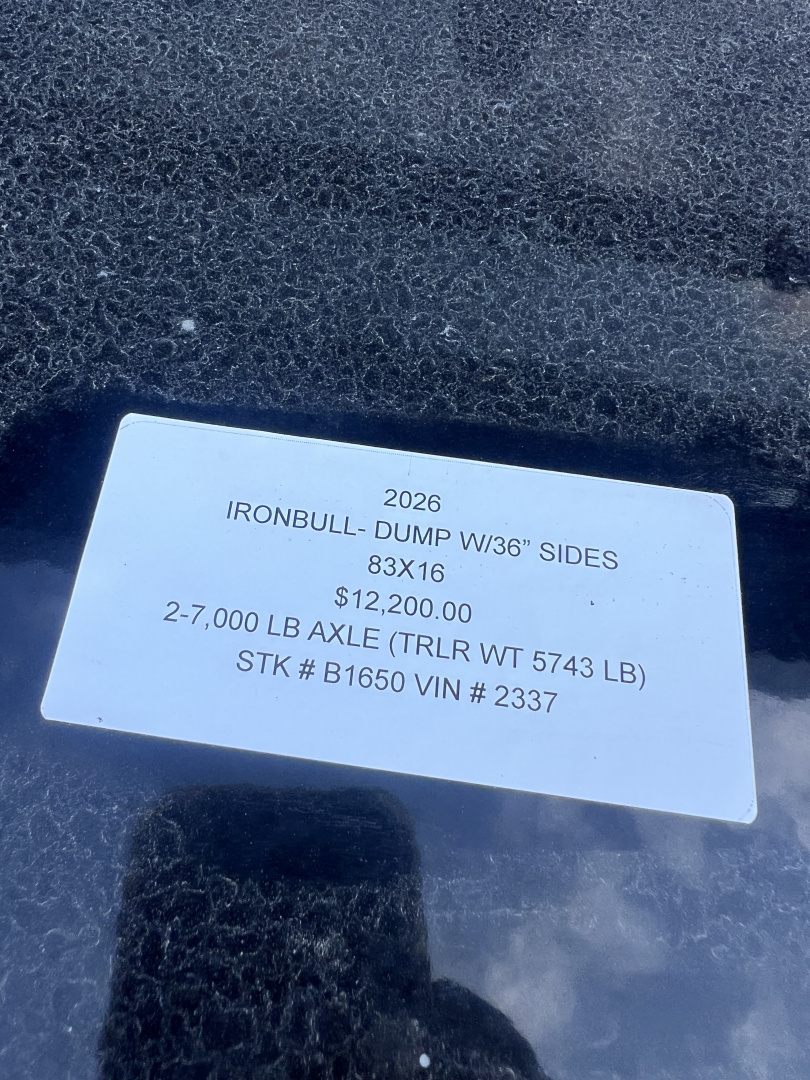 2026
IRONBULL- DUMP W/36” SIDES
83X16
$12,200.00
2-7,000 LB AXLE (TRLR WT 5743 LB)
STK # B1650 VIN # 2337